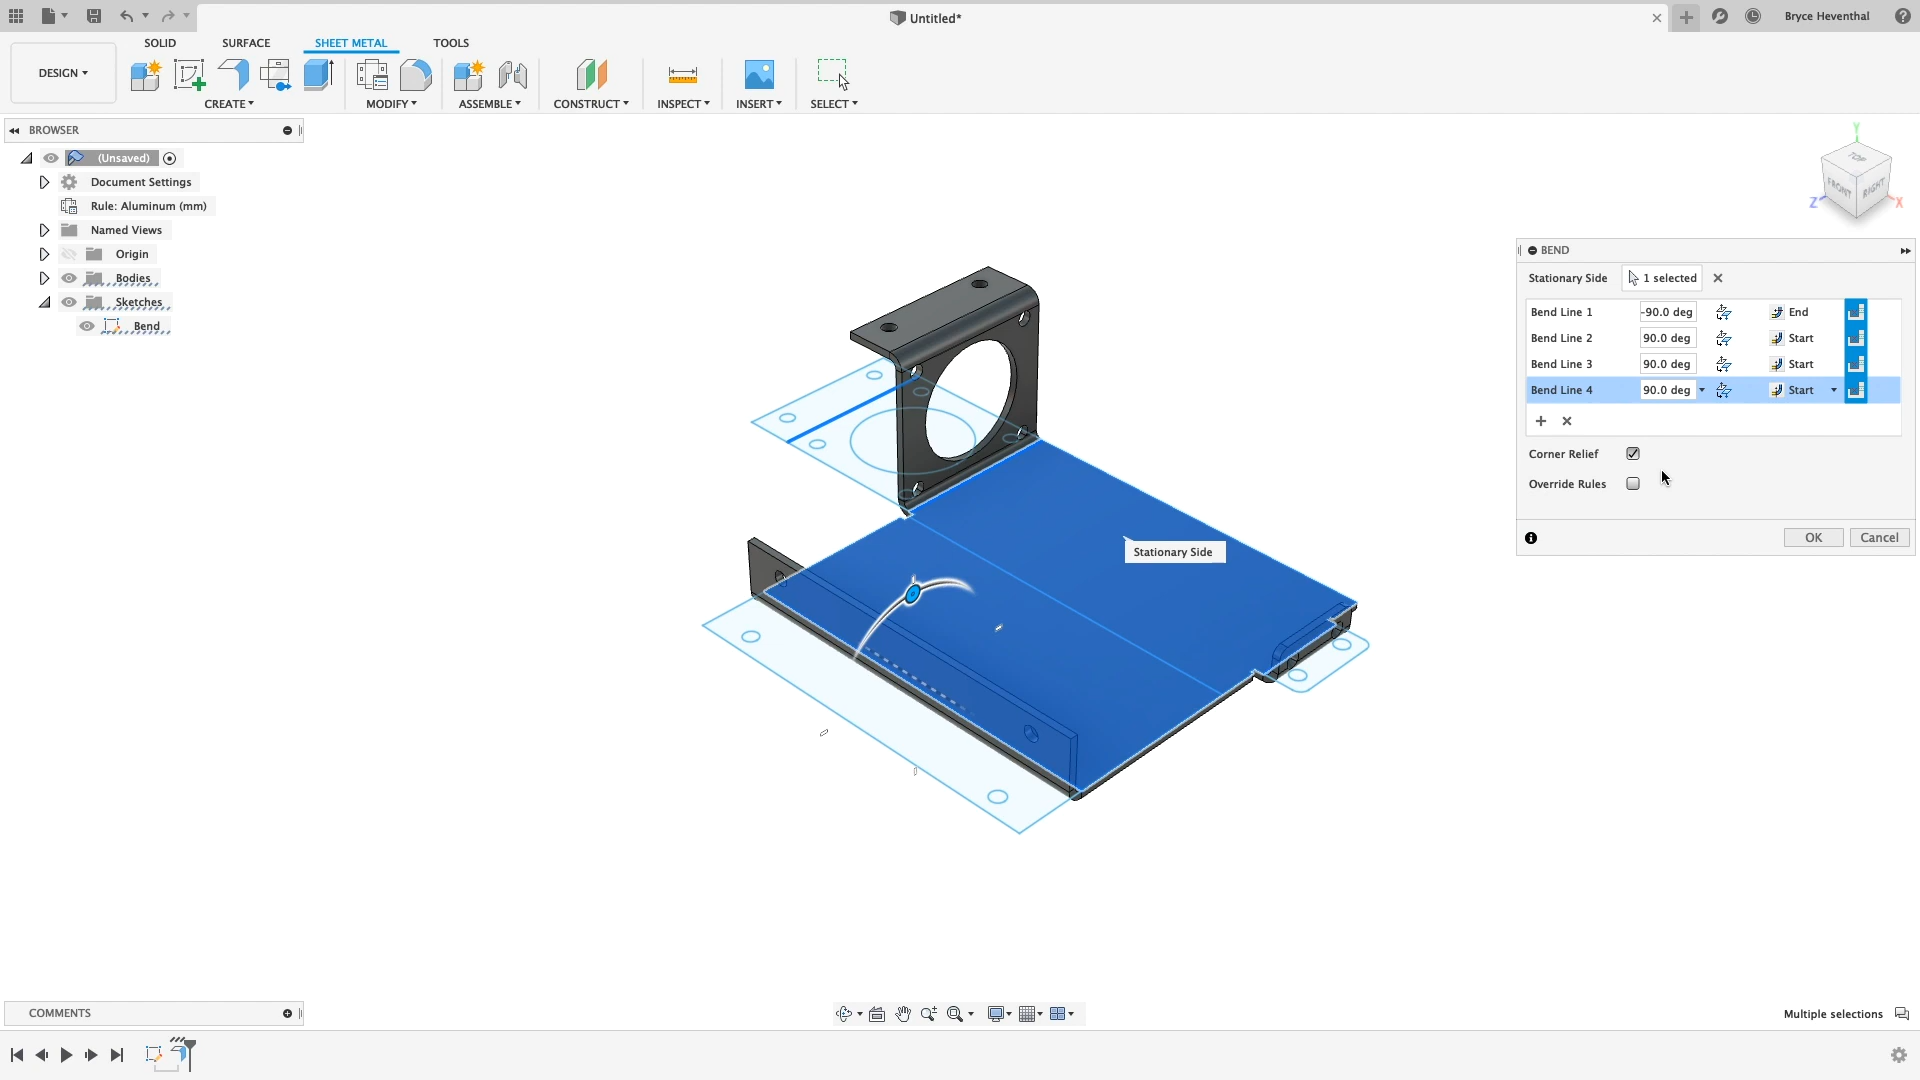 Untitled*
Bryce Heventhal
SOLID
SURFACE
SHEET METAL
TOOLS
DESIGN
CREATE
MODIFY
ASSEMBLE
CONSTRUCT
INSPECT
INSERT
SELECT
BROWSER
(Unsaved)
Document Settings
Rule: Aluminum (mm)
Named Views
Origin
Bodies
Sketches
Bend
Y
TOP
FRONT
RIGHT
Z
X
BEND
Stationary Side 1 selected
Bend Line 1 -90.0 deg End
Bend Line 2 90.0 deg Start
Bend Line 3 90.0 deg Start
Bend Line 4 90.0 deg Start
Corner Relief
Override Rules
OK Cancel
Stationary Side
COMMENTS
Multiple selections